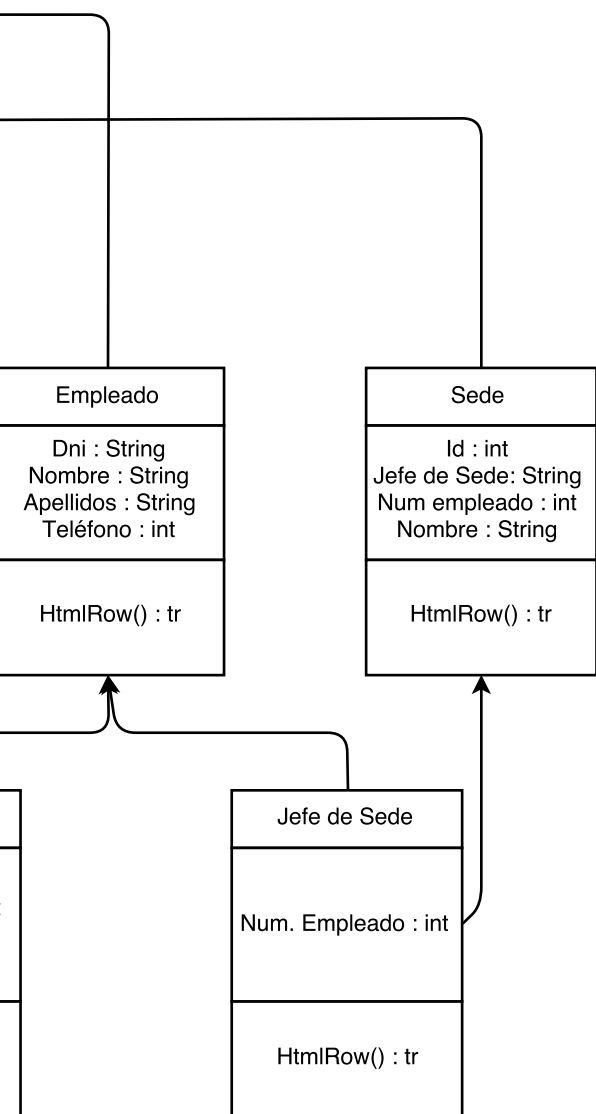 Empleado
Dni : String
Nombre : String
Apellidos : String
Teléfono : int
HtmlRow() : tr
Sede
Id : int
Jefe de Sede: String
Num empleado : int
Nombre : String
HtmlRow() : tr
Jefe de Sede
Num. Empleado : int
HtmlRow() : tr